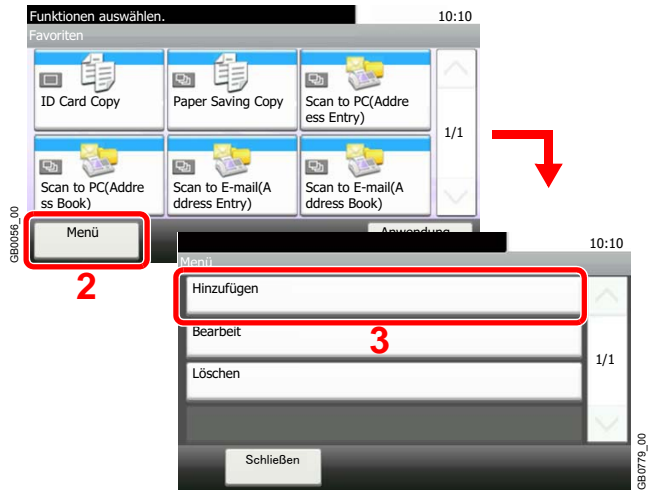 Funktionen auswählen.
10:10
Favoriten
ID Card Copy
Paper Saving Copy
Scan to PC(Addre
ess Entry)
1/1
Scan to PC(Addre
ss Book)
Scan to E-mail(A
ddress Entry)
Scan to E-mail(A
ddress Book)
Menü
Anwendung
GB0056_00
2
10:10
Menü
Hinzufügen
Bearbeit
3
1/1
Löschen
Schließen
GB0779_00